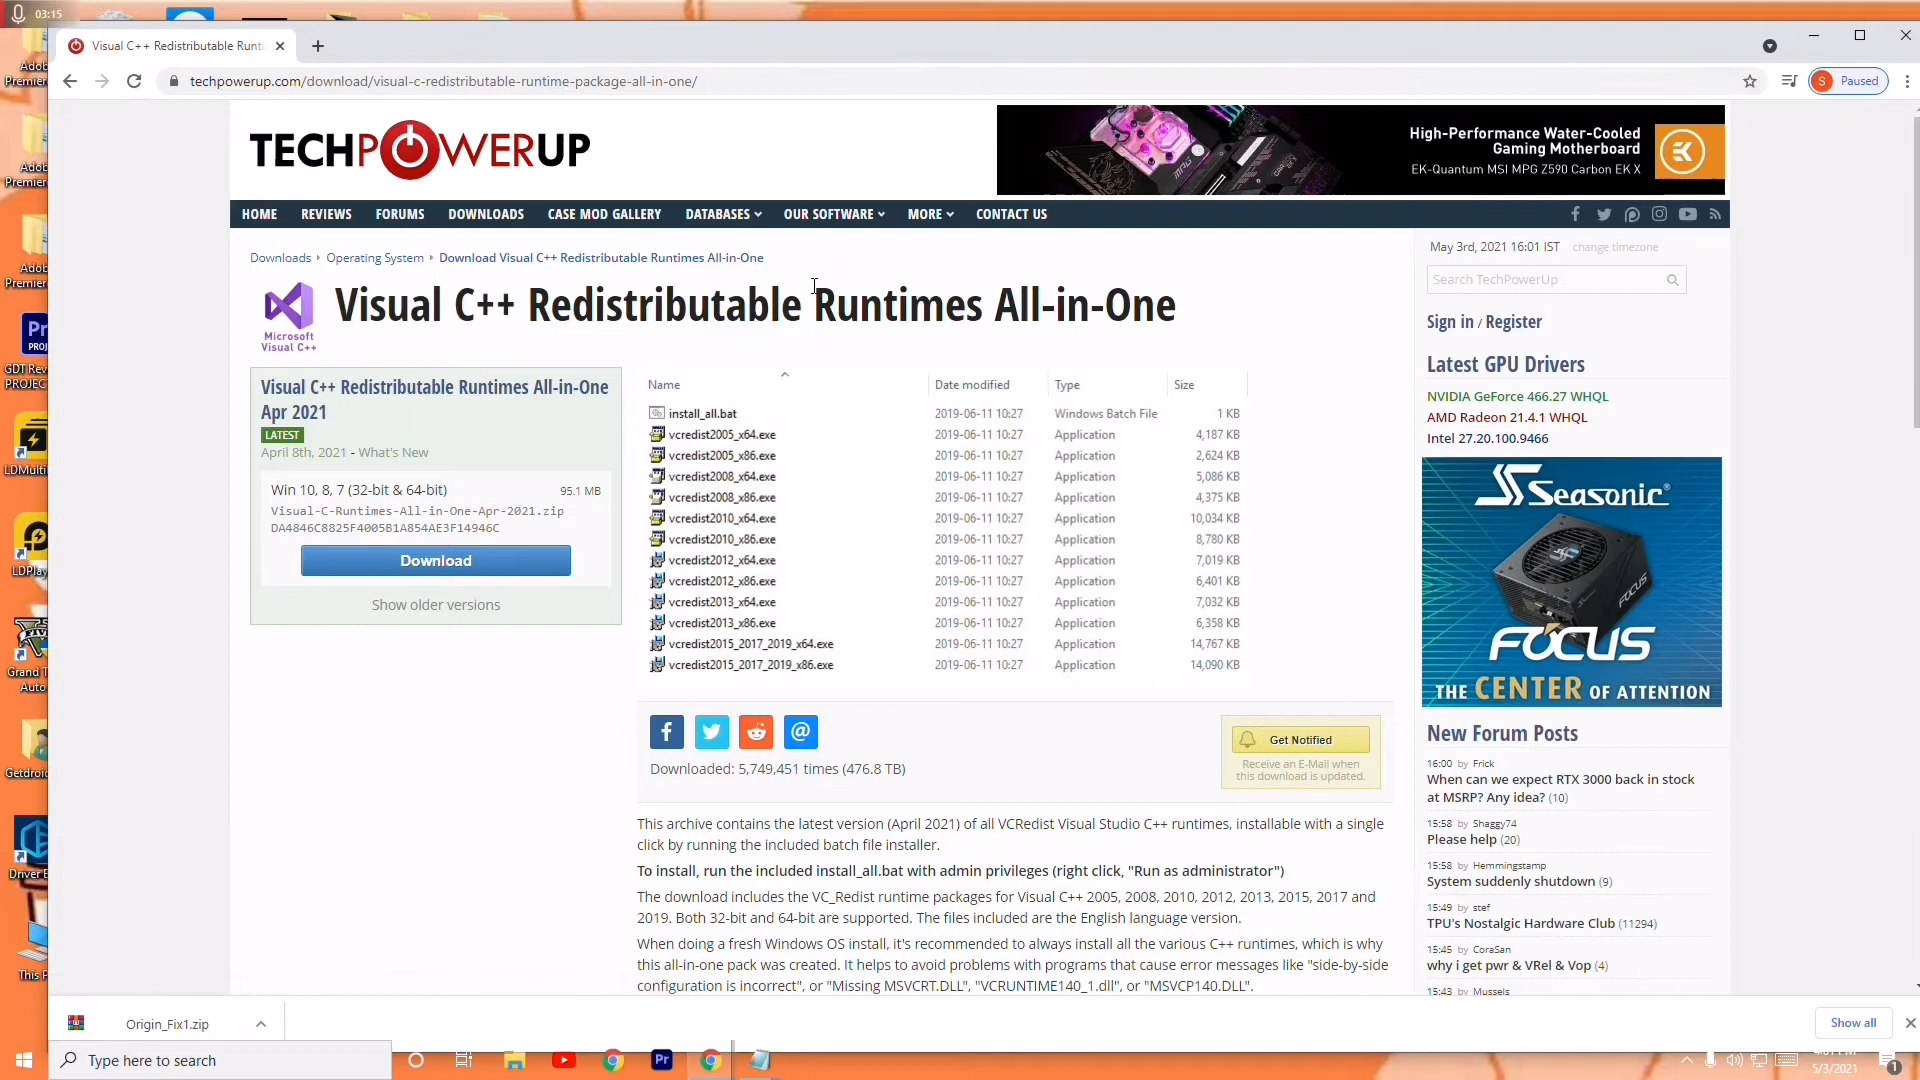 03:15
Visual C++ Redistributable Runti
techpowerup.com/download/visual-c-redistributable-runtime-package-all-in-one/
S Paused
Adob
Premiere
Adob
Premiere
Adob
Premiere
Pr
PROJ
GDT Rev
PROJEC
LDMulti
LDPlay
FIVE
Grand T
Auto
Getdroid
Driver E
This P
TECHPOWERUP
High-Performance Water-Cooled
Gaming Motherboard
EK-Quantum MSI MPG Z590 Carbon EK X
HOME REVIEWS FORUMS DOWNLOADS CASE MOD GALLERY DATABASES OUR SOFTWARE MORE CONTACT US
Downloads Operating System Download Visual C++ Redistributable Runtimes All-in-One
Microsoft
Visual C++
Visual C++ Redistributable Runtimes All-in-One
Visual C++ Redistributable Runtimes All-in-One
Apr 2021
LATEST
April 8th, 2021 - What's New
Win 10, 8, 7 (32-bit & 64-bit) 95.1 MB
Visual-C-Runtimes-All-in-One-Apr-2021.zip
DA4846C8825F4005B1A854AE3F14946C
Download
Show older versions
Name Date modified Type Size
install_all.bat 2019-06-11 10:27 Windows Batch File 1 KB
vcredist2005_x64.exe 2019-06-11 10:27 Application 4,187 KB
vcredist2005_x86.exe 2019-06-11 10:27 Application 2,624 KB
vcredist2008_x64.exe 2019-06-11 10:27 Application 5,086 KB
vcredist2008_x86.exe 2019-06-11 10:27 Application 4,375 KB
vcredist2010_x64.exe 2019-06-11 10:27 Application 10,034 KB
vcredist2010_x86.exe 2019-06-11 10:27 Application 8,780 KB
vcredist2012_x64.exe 2019-06-11 10:27 Application 7,019 KB
vcredist2012_x86.exe 2019-06-11 10:27 Application 6,401 KB
vcredist2013_x64.exe 2019-06-11 10:27 Application 7,032 KB
vcredist2013_x86.exe 2019-06-11 10:27 Application 6,358 KB
vcredist2015_2017_2019_x64.exe 2019-06-11 10:27 Application 14,767 KB
vcredist2015_2017_2019_x86.exe 2019-06-11 10:27 Application 14,090 KB
Get Notified
Receive an E-Mail when
this download is updated.
Downloaded: 5,749,451 times (476.8 TB)
This archive contains the latest version (April 2021) of all VCRedist Visual Studio C++ runtimes, installable with a single
click by running the included batch file installer.
To install, run the included install_all.bat with admin privileges (right click, "Run as administrator")
The download includes the VC_Redist runtime packages for Visual C++ 2005, 2008, 2010, 2012, 2013, 2015, 2017 and
2019. Both 32-bit and 64-bit are supported. The files included are the English language version.
When doing a fresh Windows OS install, it's recommended to always install all the various C++ runtimes, which is why
this all-in-one pack was created. It helps to avoid problems with programs that cause error messages like "side-by-side
configuration is incorrect", or "Missing MSVCRT.DLL", "VCRUNTIME140_1.dll", or "MSVCP140.DLL".
May 3rd, 2021 16:01 IST change timezone
Search TechPowerUp
Sign in / Register
Latest GPU Drivers
NVIDIA GeForce 466.27 WHQL
AMD Radeon 21.4.1 WHQL
Intel 27.20.100.9466
Seasonic
FOCUS
THE CENTER OF ATTENTION
New Forum Posts
16:00 by Frick
When can we expect RTX 3000 back in stock
at MSRP? Any idea? (10)
15:58 by Shaggy74
Please help (20)
15:58 by Hemmingstamp
System suddenly shutdown (9)
15:49 by stef
TPU's Nostalgic Hardware Club (11294)
15:45 by CoraSan
why i get pwr & VRel & Vop (4)
15:43 by Mussels
Origin_Fix1.zip
Show all
Type here to search
Pr
5/3/2021
1